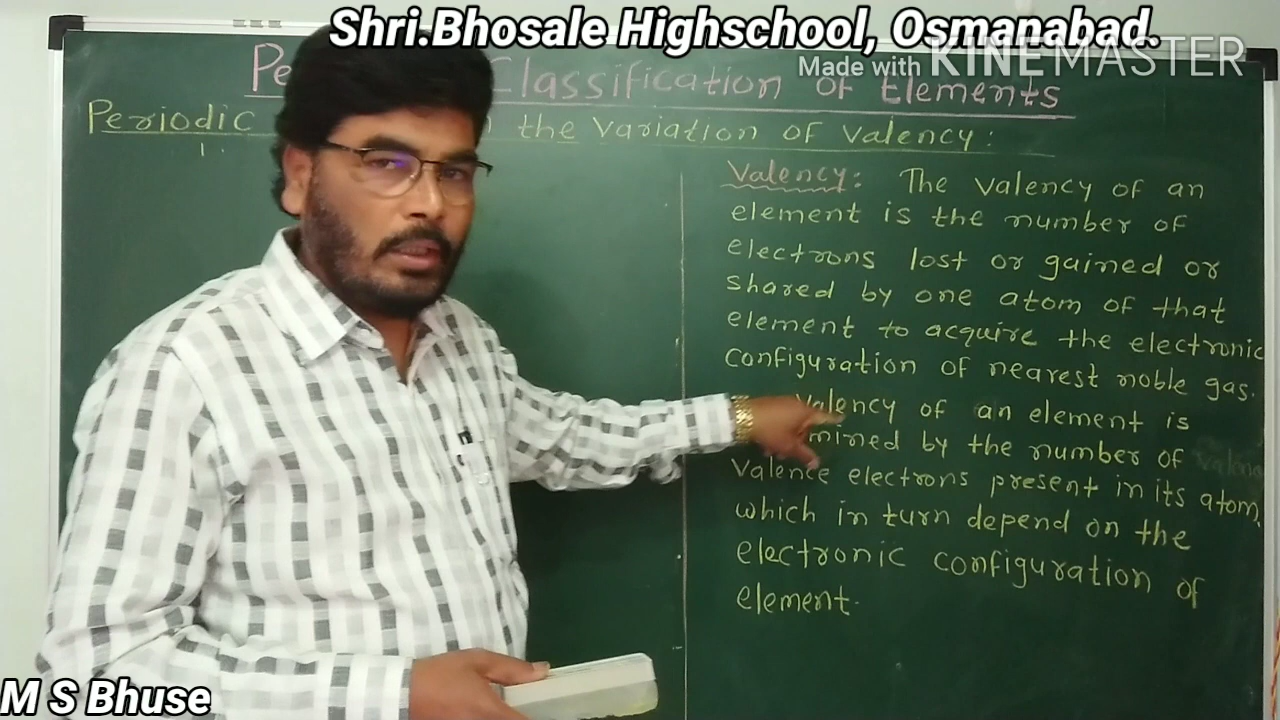 Shri.Bhosale Highschool, Osmanabad.
Made with KINEMASTER
Classification of Elements
Periodic the variation of valency:
Valency: The valency of an
element is the number of
electrons lost or gained or
shared by one atom of that
element to acquire the electronic
configuration of nearest noble gas.
valency of an element is
by the number of
valence electrons present in its atom,
which in turn depend on the
electronic configuration of
element.
M S Bhuse